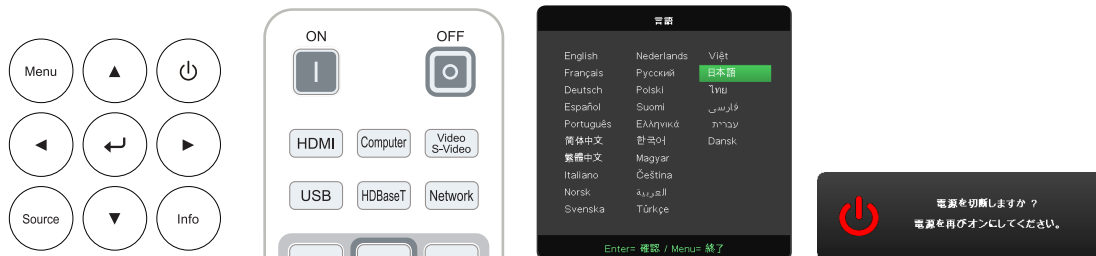 Menu
Source
Info
ON
OFF
HDMI
Computer
Video
S-Video
USB
HDBaseT
Network
言語
English
Français
Deutsch
Español
Português
简体中文
繁體中文
Italiano
Norsk
Svenska
Nederlands
Русский
Polski
Suomi
Ελληνικά
한국어
Magyar
Čeština
العربية
Türkçe
Việt
日本語
ไทย
فارسی
עברית
Dansk
Enter= 確認 / Menu= 終了
電源を切断しますか ?
電源を再びオンにしてください。